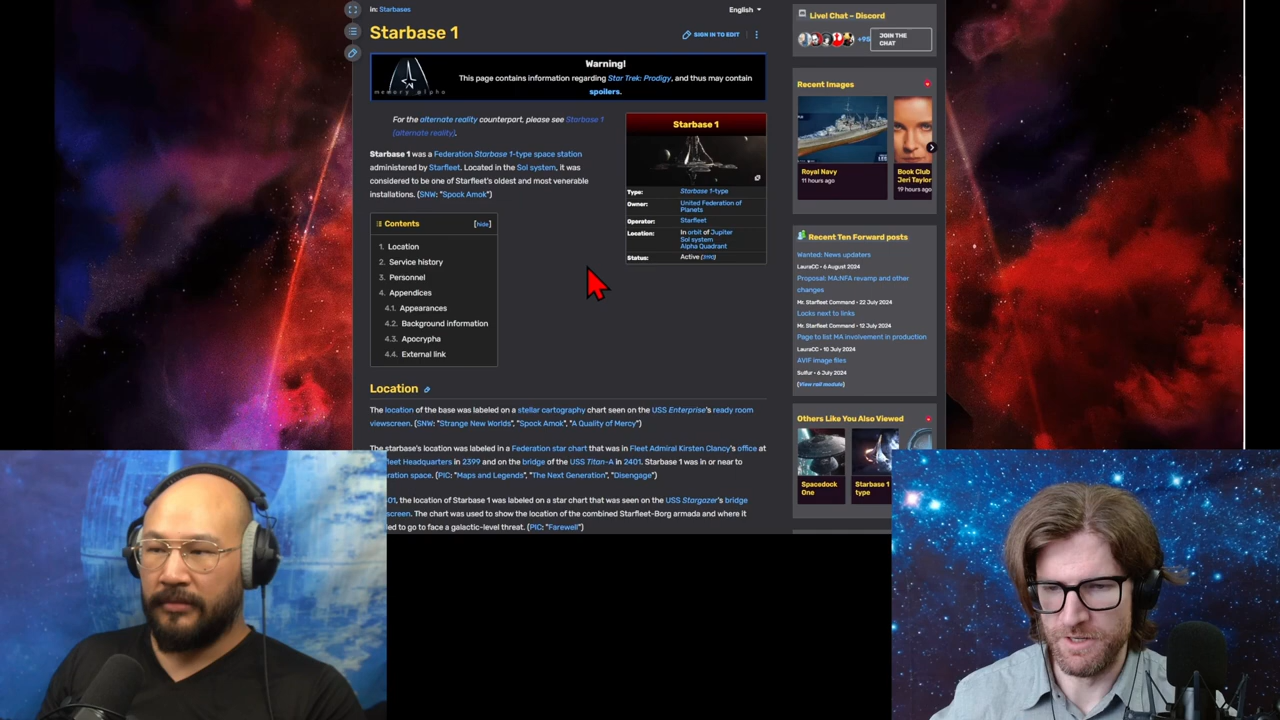 in: Starbases
English
Starbase 1
SIGN IN TO EDIT
Warning!
This page contains information regarding Star Trek: Prodigy, and thus may contain
spoilers.
memory alpha
For the alternate reality counterpart, please see Starbase 1
(alternate reality).
Starbase 1 was a Federation Starbase 1-type space station
administered by Starfleet. Located in the Sol system, it was
considered to be one of Starfleet's oldest and most venerable
installations. (SNW: "Spock Amok")
Starbase 1
Type: Starbase 1-type
Owner: United Federation of
Planets
Operator: Starfleet
Location: In orbit of Jupiter
Sol system
Alpha Quadrant
Status: Active
Contents [hide]
1. Location
2. Service history
3. Personnel
4. Appendices
4.1. Appearances
4.2. Background information
4.3. Apocrypha
4.4. External link
Location
The location of the base was labeled on a stellar cartography chart seen on the USS Enterprise's ready room
viewscreen. (SNW: "Strange New Worlds", "Spock Amok", "A Quality of Mercy")
The starbase's location was labeled in a Federation star chart that was in Fleet Admiral Kirsten Clancy's office at
eet Headquarters in 2399 and on the bridge of the USS Titan-A in 2401. Starbase 1 was in or near to
ration space. (PIC: "Maps and Legends", "The Next Generation", "Disengage")
01, the location of Starbase 1 was labeled on a star chart that was seen on the USS Stargazer's bridge
screen. The chart was used to show the location of the combined Starfleet-Borg armada and where it
led to go to face a galactic-level threat. (PIC: "Farewell")
Live! Chat – Discord
+95
JOIN THE
CHAT
Recent Images
Royal Navy
11 hours ago
Book Club
Jeri Taylor
19 hours ago
Recent Ten Forward posts
Wanted: News updaters
LauraCC • 6 August 2024
Proposal: MA:NFA revamp and other
changes
Mr. Starfleet Command • 22 July 2024
Looks next to links
Mr. Starfleet Command • 12 July 2024
Page to list MA involvement in production
LauraCC • 10 July 2024
AVIF image files
Sulfur • 6 July 2024
(View rail module)
Others Like You Also Viewed
Spacedock
One
Starbase 1
type